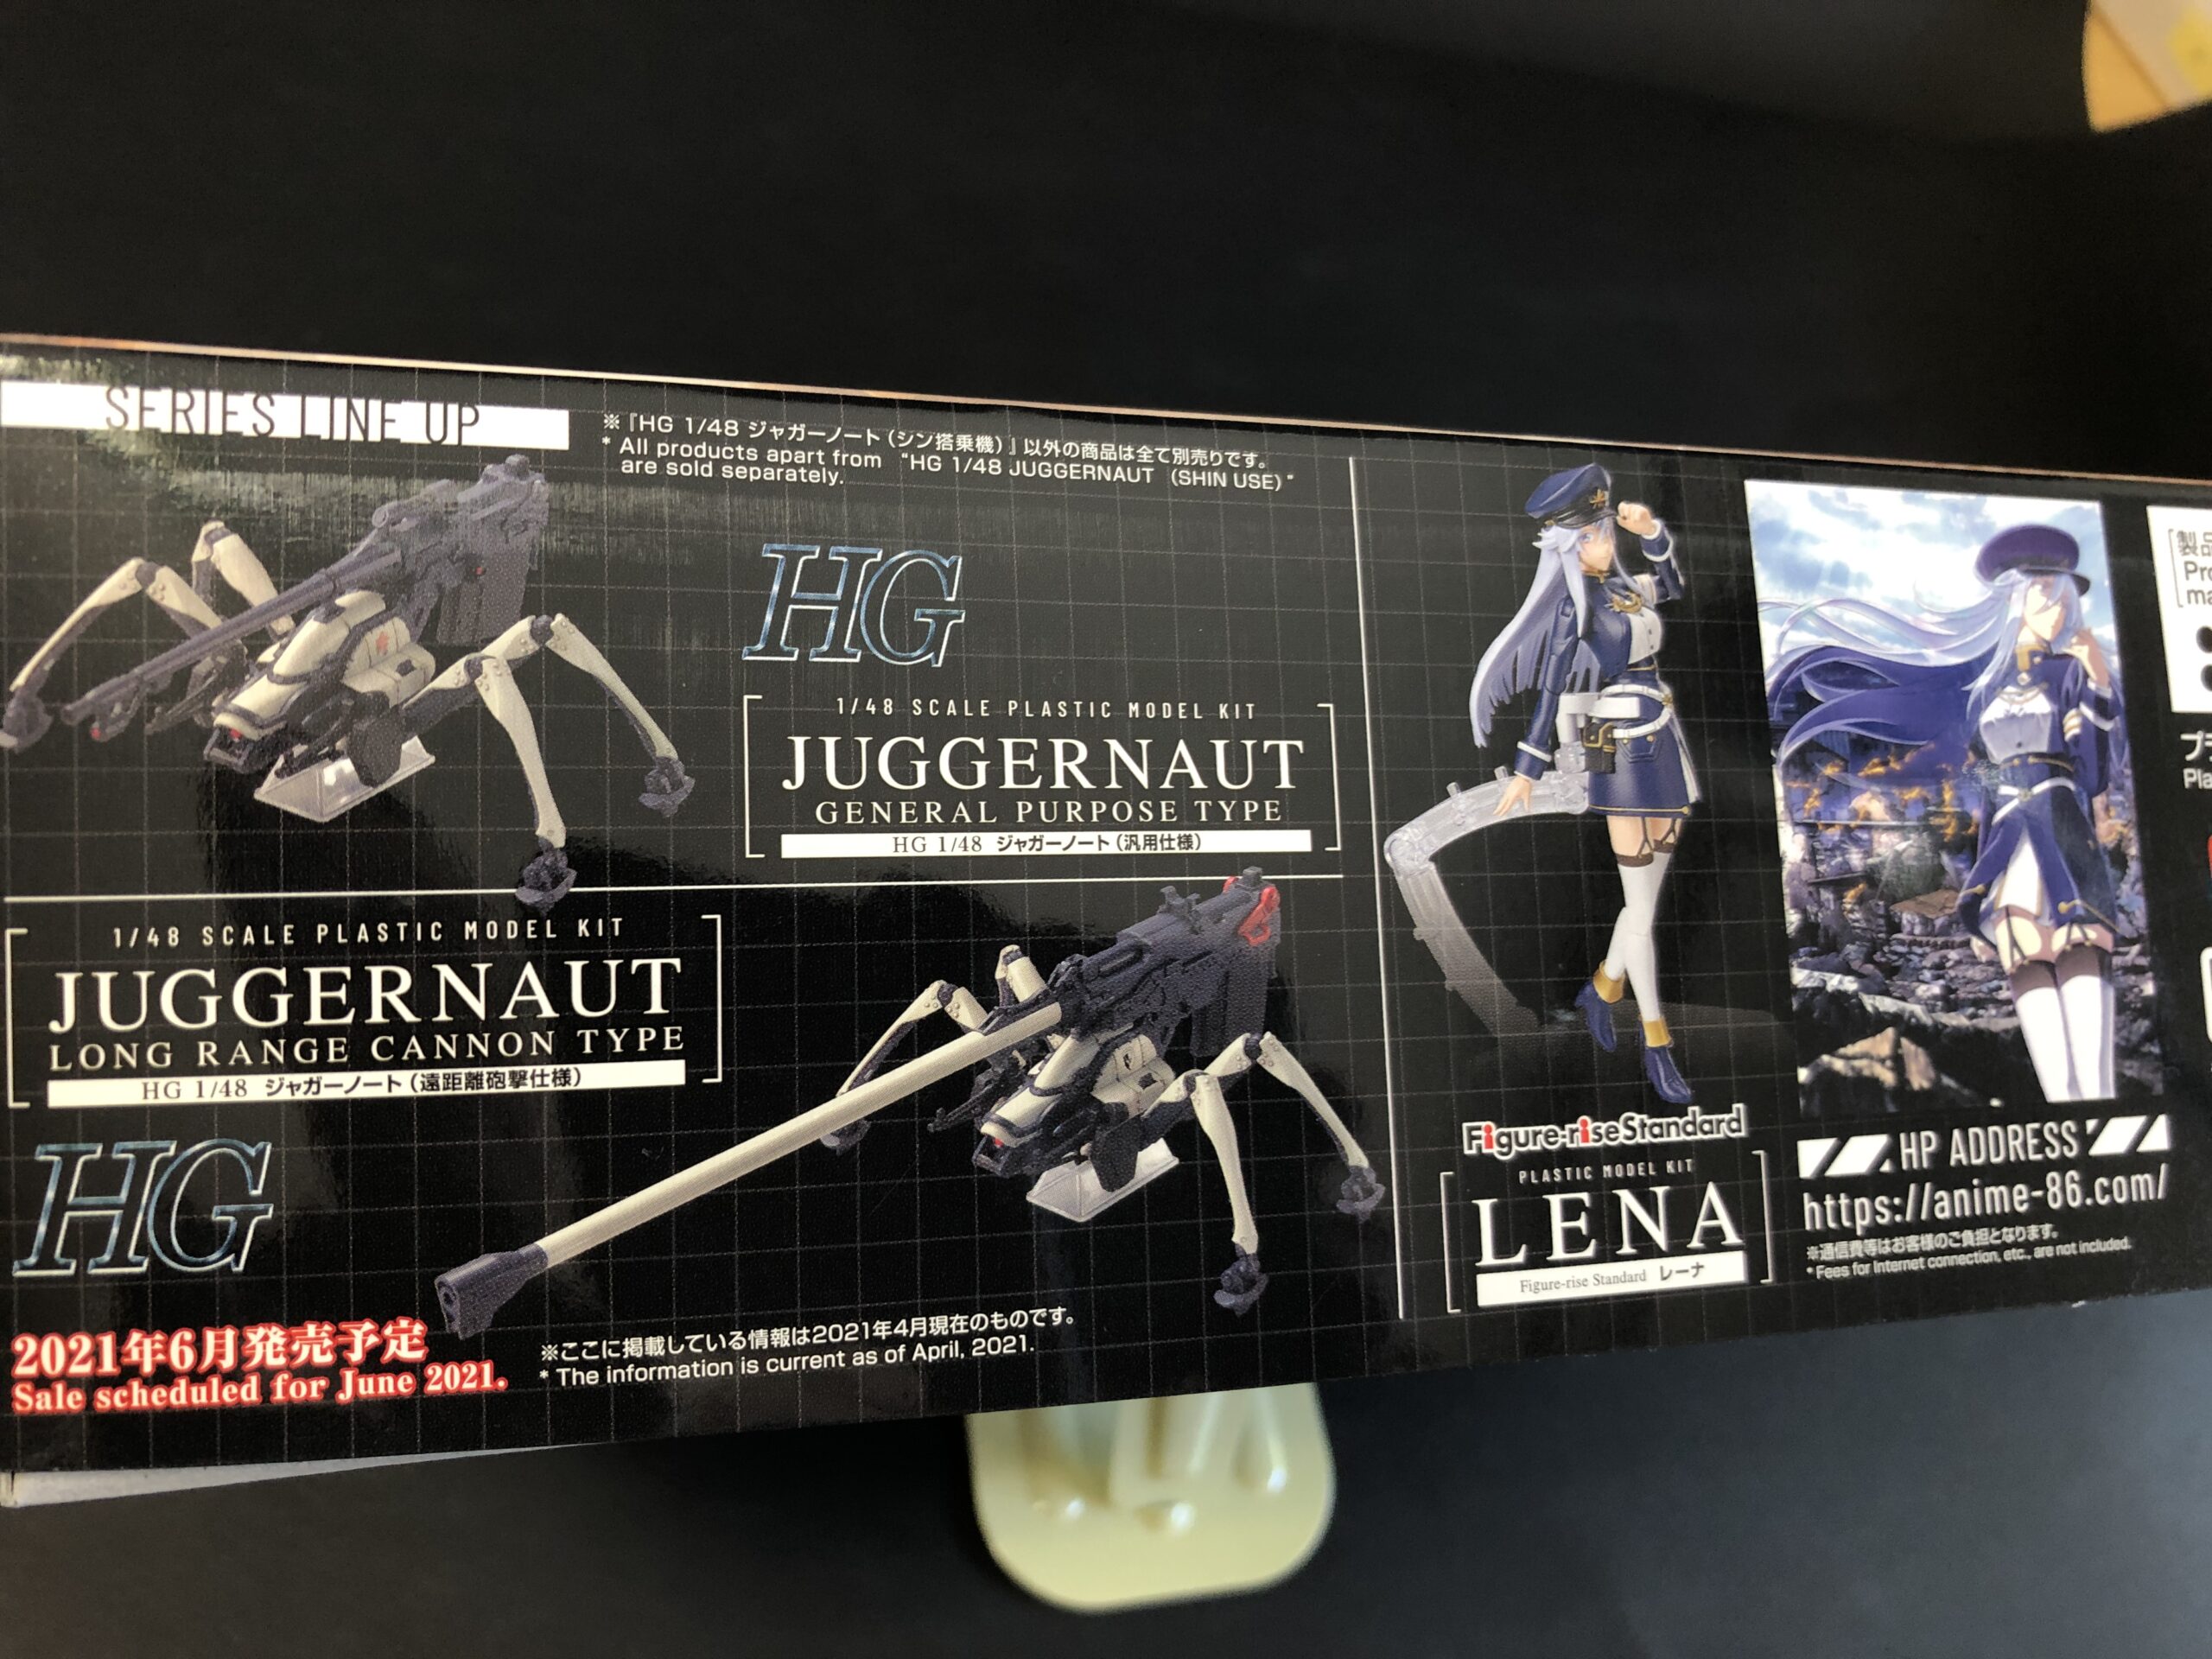 SERIES LINE UP
※『HG 1/48 ジャガーノート(シン搭乗機)』以外の商品は全て別売りです。
* All products apart from "HG 1/48 JUGGERNAUT (SHIN USE)"
are sold separately.
HG
1/48 SCALE PLASTIC MODEL KIT
JUGGERNAUT
GENERAL PURPOSE TYPE
HG 1/48 ジャガーノート(汎用仕様)
1/48 SCALE PLASTIC MODEL KIT
JUGGERNAUT
LONG RANGE CANNON TYPE
HG 1/48 ジャガーノート(遠距離砲撃仕様)
HG
2021年6月発売予定
Sale scheduled for June 2021.
※ここに掲載している情報は2021年4月現在のものです。
* The information is current as of April, 2021.
Figure-riseStandard
PLASTIC MODEL KIT
LENA
Figure-rise Standard レーナ
HP ADDRESS
https://anime-86.com/
※通信費等はお客様のご負担となります。
* Fees for Internet connection, etc., are not included.